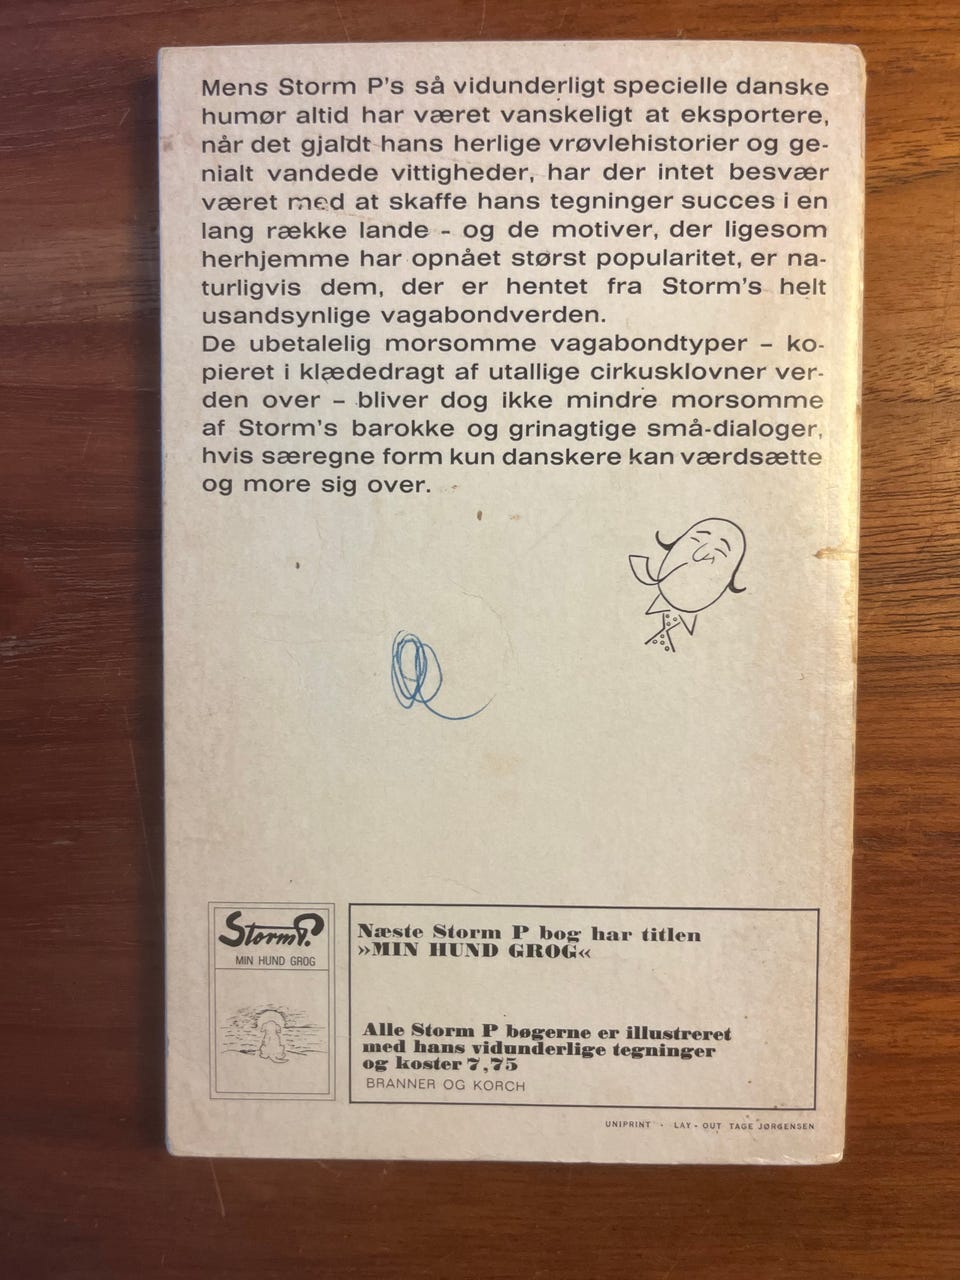 Mens Storm P's så vidunderligt specielle danske
humør altid har været vanskeligt at eksportere,
når det gjaldt hans herlige vrøvlehistorier og ge-
nialt vandede vittigheder, har der intet besvær
været med at skaffe hans tegninger succes i en
lang række lande - og de motiver, der ligesom
herhjemme har opnået størst popularitet, er na-
turligvis dem, der er hentet fra Storm's helt
usandsynlige vagabondverden.
De ubetalelig morsomme vagabondtyper – ko-
pieret i klædedragt af utallige cirkusklovner ver-
den over – bliver dog ikke mindre morsomme
af Storm's barokke og grinagtige små-dialoger,
hvis særegne form kun danskere kan værdsætte
og more sig over.
Storm P.
MIN HUND GROG
Næste Storm P bog har titlen
»MIN HUND GROG«
Alle Storm P bøgerne er illustreret
med hans vidunderlige tegninger
og koster 7,75
BRANNER OG KORCH
UNIPRINT - LAY - OUT TAGE JØRGENSEN